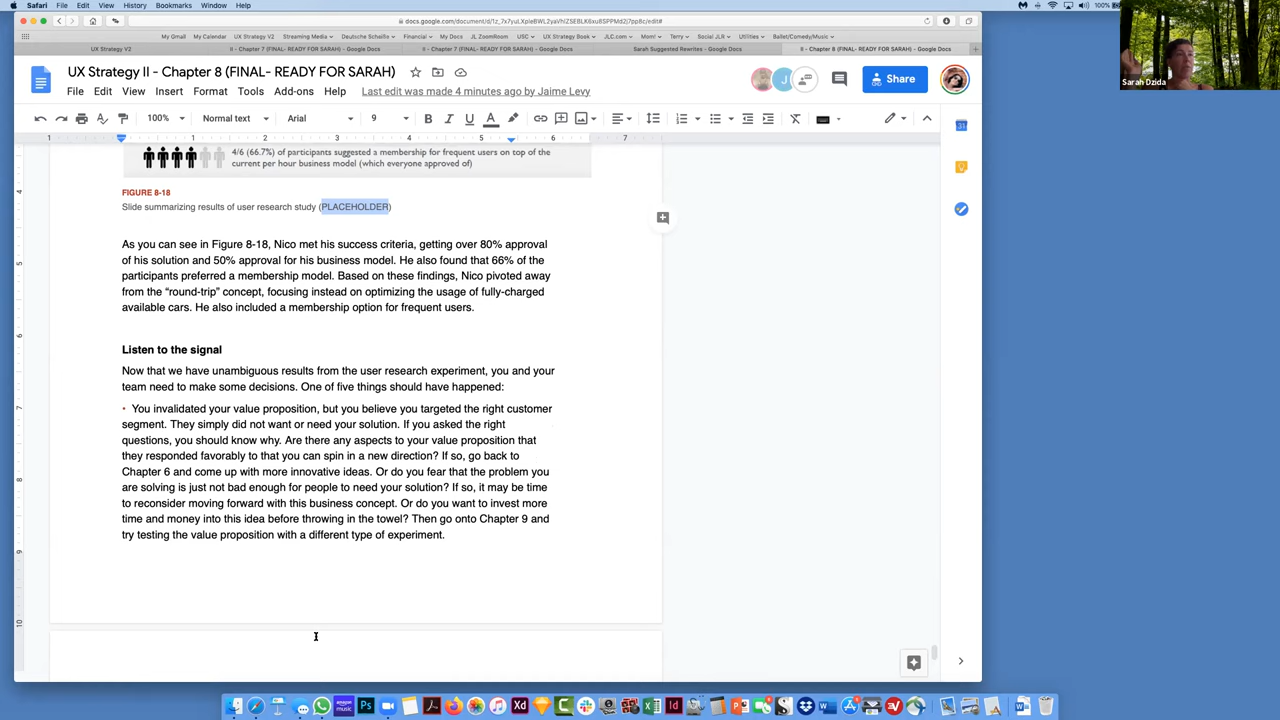 Safari File Edit View History Bookmarks Window Help
100%
docs.google.com/document/d/
My Gmail My Calendar UX Strategy V2 Streaming Media Deutsche Schiller Financial My Docs JL ZoomRoom USC UX Strategy Book JLC.com Mom! Terry Social JLR Utilities Ballet/Comedy/Music
UX Strategy V2
II - Chapter 7 (FINAL- READY FOR SARAH) - Google Docs
II - Chapter 7 (FINAL- READY FOR SARAH) - Google Docs
Sarah Suggested Rewrites - Google Docs
II - Chapter 8 (FINAL- READY FOR SARAH) - Google Docs
Sarah Dzida
UX Strategy II - Chapter 8 (FINAL- READY FOR SARAH)
J
Share
File Edit View Insert Format Tools Add-ons Help Last edit was made 4 minutes ago by Jaime Levy
100% Normal text Arial 9 B I U A
1 1 2 3 4 5 6 7
4/6 (66.7%) of participants suggested a membership for frequent users on top of the
current per hour business model (which everyone approved of)
FIGURE 8-18
Slide summarizing results of user research study (PLACEHOLDER)
As you can see in Figure 8-18, Nico met his success criteria, getting over 80% approval
of his solution and 50% approval for his business model. He also found that 66% of the
participants preferred a membership model. Based on these findings, Nico pivoted away
from the “round-trip” concept, focusing instead on optimizing the usage of fully-charged
available cars. He also included a membership option for frequent users.
Listen to the signal
Now that we have unambiguous results from the user research experiment, you and your
team need to make some decisions. One of five things should have happened:
• You invalidated your value proposition, but you believe you targeted the right customer
segment. They simply did not want or need your solution. If you asked the right
questions, you should know why. Are there any aspects to your value proposition that
they responded favorably to that you can spin in a new direction? If so, go back to
Chapter 6 and come up with more innovative ideas. Or do you fear that the problem you
are solving is just not bad enough for people to need your solution? If so, it may be time
to reconsider moving forward with this business concept. Or do you want to invest more
time and money into this idea before throwing in the towel? Then go onto Chapter 9 and
try testing the value proposition with a different type of experiment.
4
5
6
7
8
9
10
31